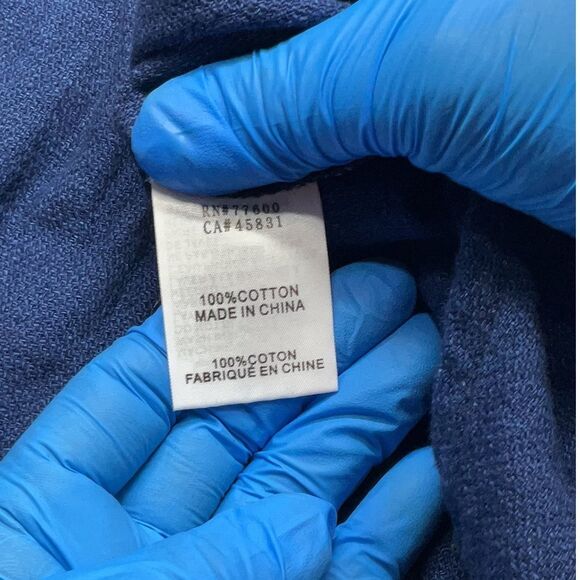 RN#77600
CA#45831
100%COTTON
MADE IN CHINA
100%COTON
FABRIQUÉ EN CHINE